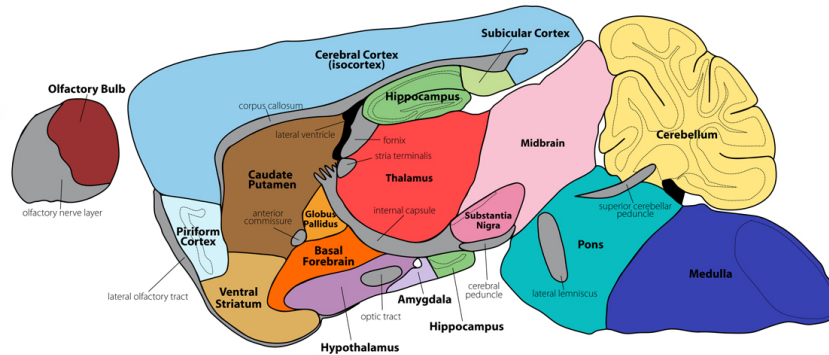 Subicular Cortex
Cerebral Cortex
(isocortex)
Olfactory Bulb
Hippocampus
corpus callosum
lateral ventricle
fornix
stria terminalis
Midbrain
Cerebellum
Caudate
Putamen
Thalamus
olfactory nerve layer
anterior
commissure
Globus
Pallidus
internal capsule
Substantia
Nigra
superior cerebellar
peduncle
Piriform
Cortex
Basal
Forebrain
Pons
Medulla
lateral olfactory tract
Ventral
Striatum
optic tract
Amygdala
cerebral
peduncle
lateral lemniscus
Hippocampus
Hypothalamus